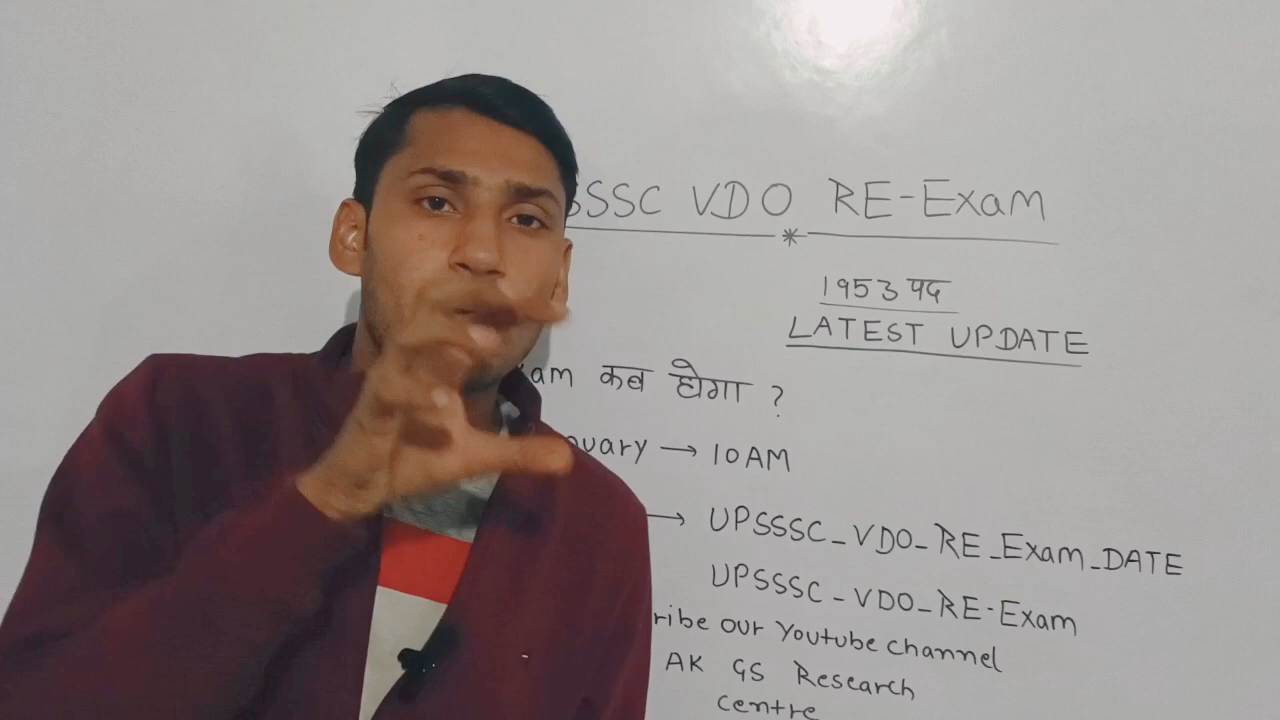 SSSC VDO RE-Exam
1953 पद
LATEST UPDATE
am कब होगा ?
uary → 10AM
→ UPSSSC_VDO_RE_Exam_DATE
UPSSSC-VDO-RE-Exam
ribe our Youtube channel
AK GS Research
centre